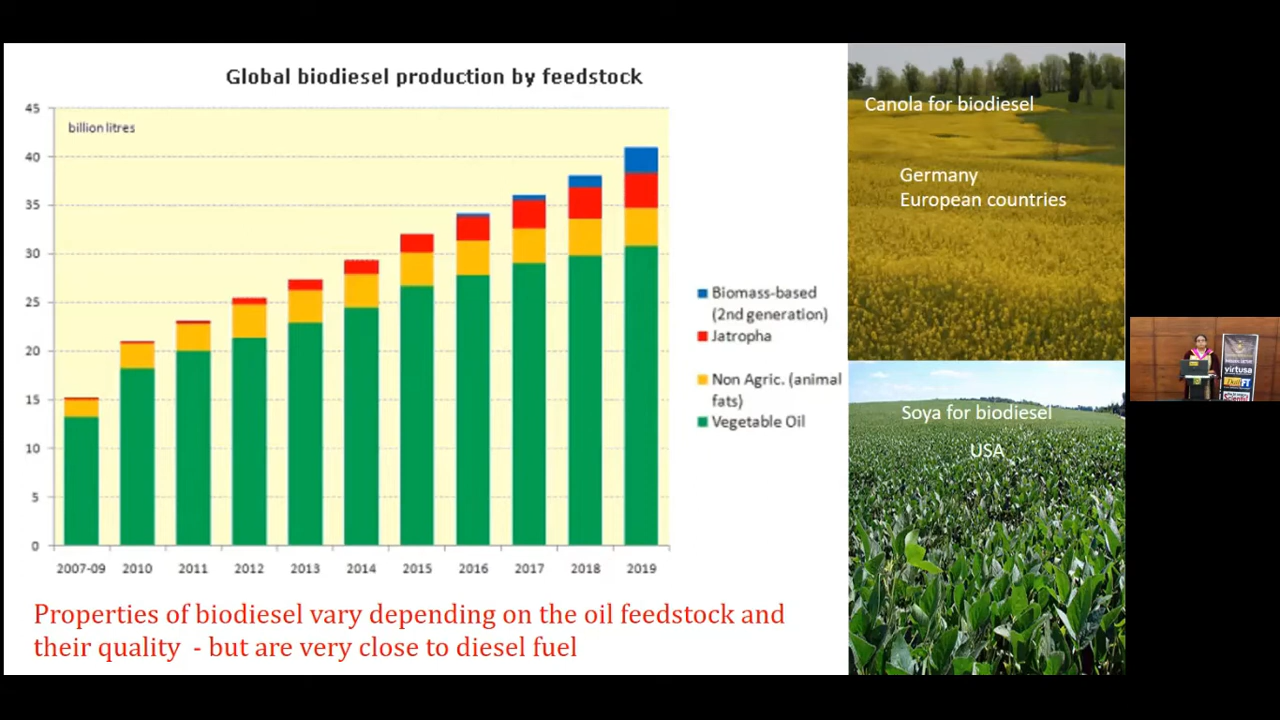 Global biodiesel production by feedstock
billion litres
45
40
35
30
25
20
15
10
5
0
2007-09 2010 2011 2012 2013 2014 2015 2016 2017 2018 2019
Biomass-based
(2nd generation)
Jatropha
Non Agric. (animal
fats)
Vegetable Oil
Properties of biodiesel vary depending on the oil feedstock and
their quality - but are very close to diesel fuel
Canola for biodiesel
Germany
European countries
Soya for biodiesel
USA
virtusa